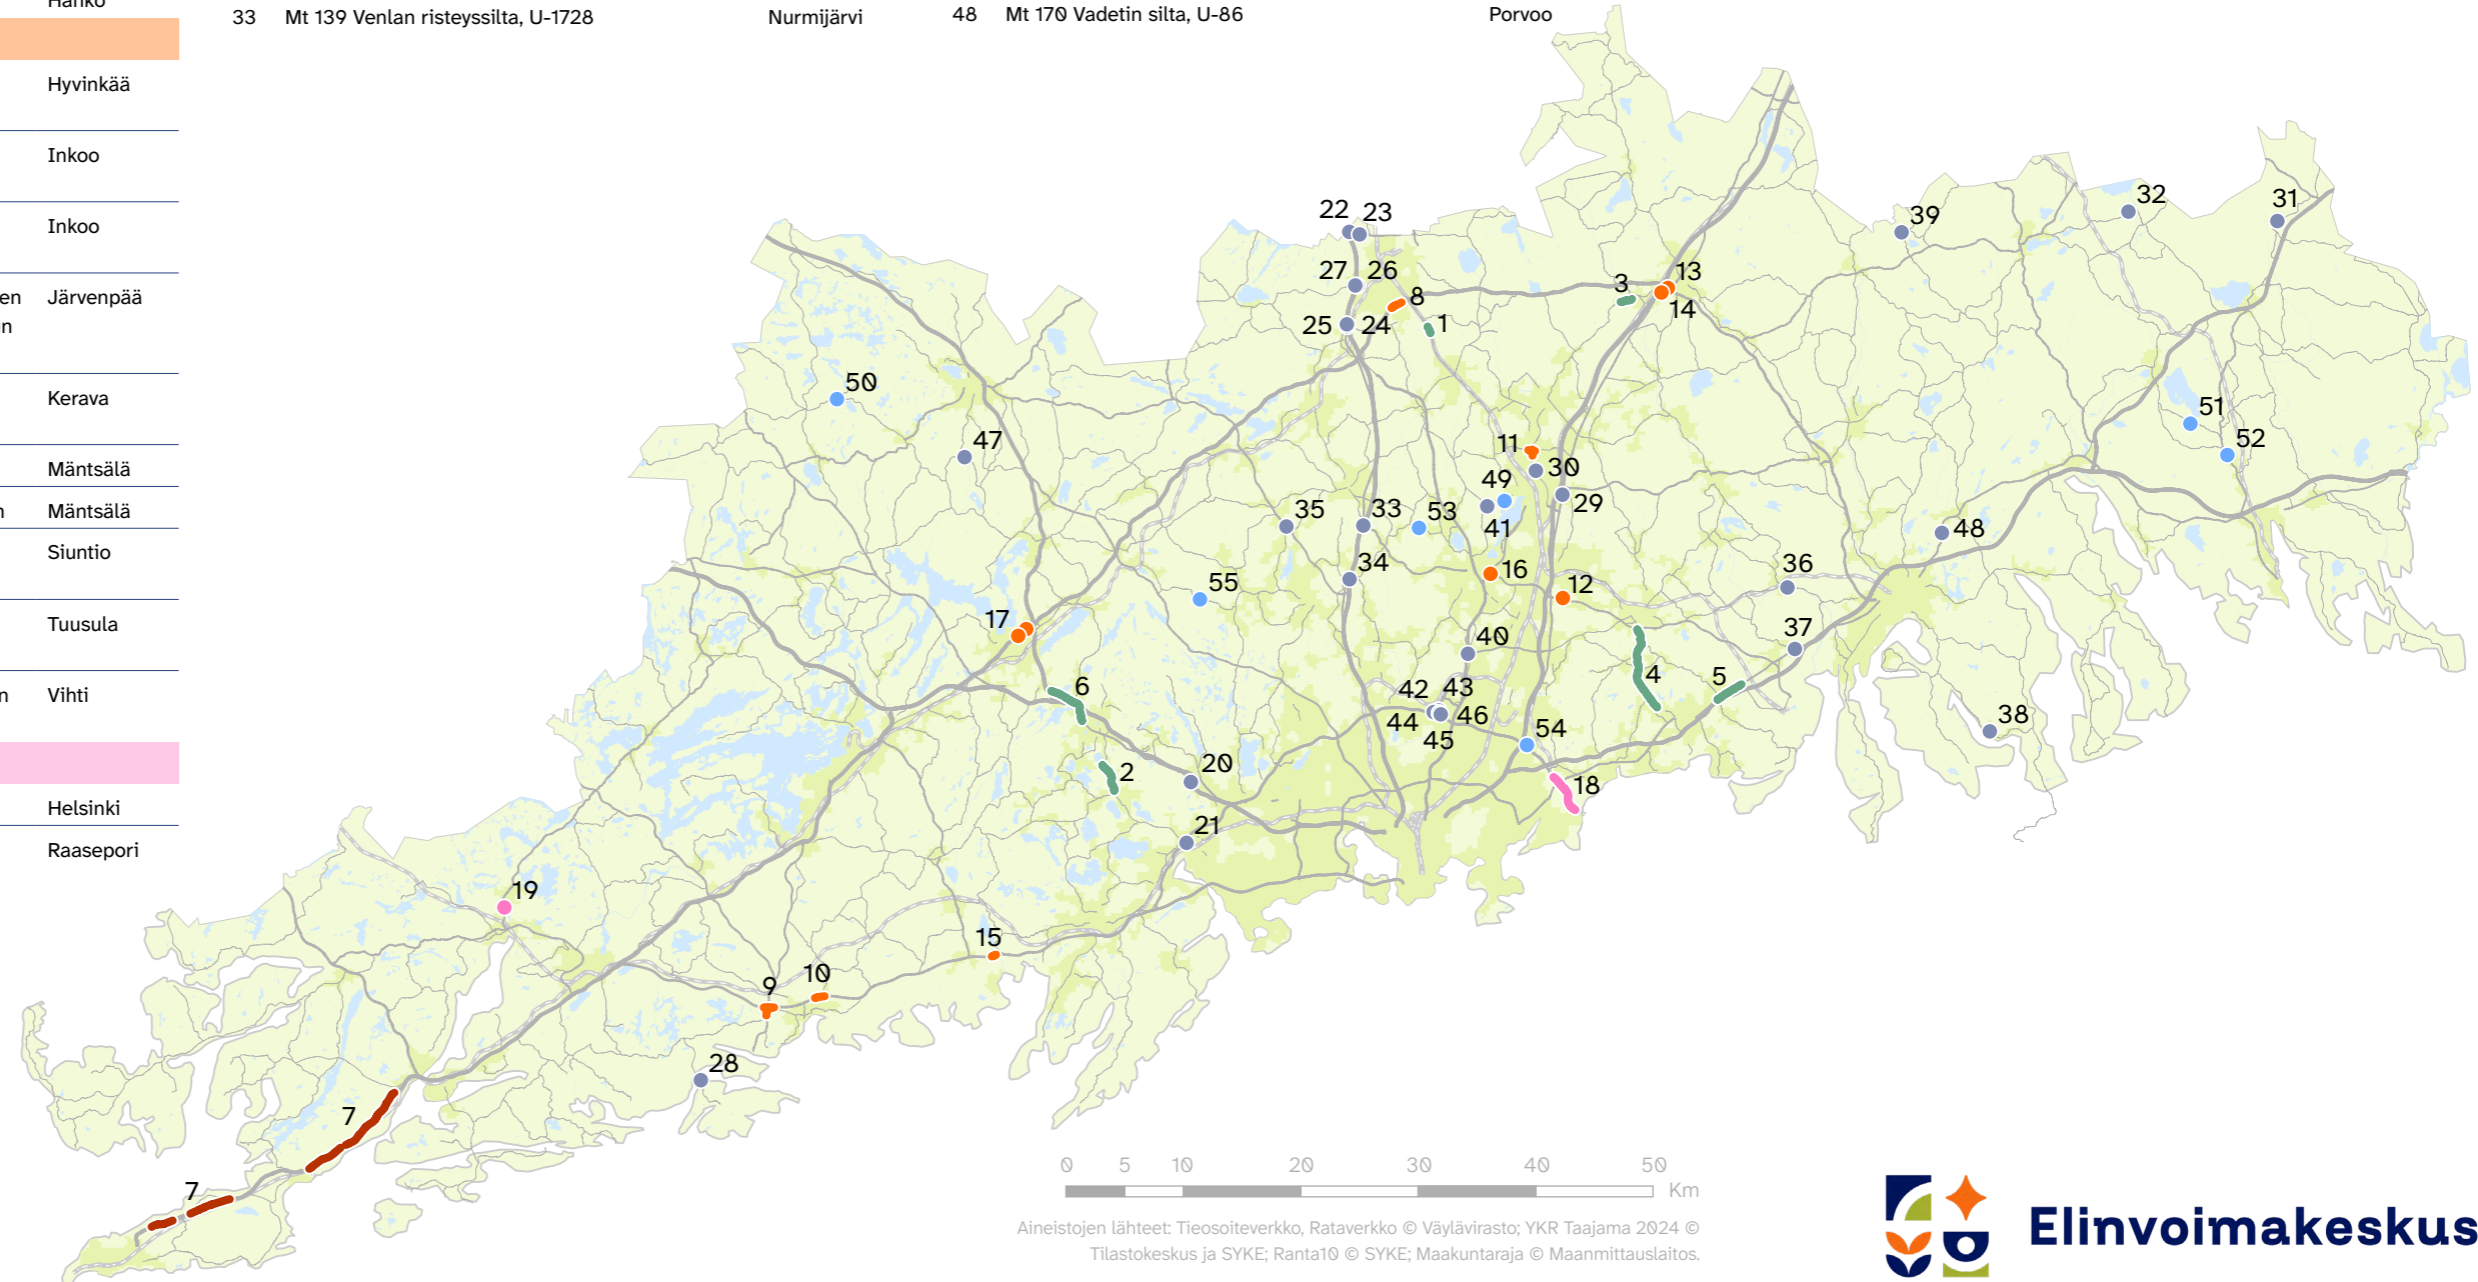 Hanko
33 Mt 139 Venlan risteyssilta, U-1728 Nurmijärvi
48 Mt 170 Vadetin silta, U-86 Porvoo
Hyvinkää
Inkoo
Inkoo
en Järvenpää
ın
Kerava
Mäntsälä
n Mäntsälä
Siuntio
Tuusula
n Vihti
Helsinki
Raasepori
22 23
27 26
25 24
8
1
3
13
14
39
32
31
50
47
11
30
49
41
29
53
33
35
34
51
52
48
36
37
38
55
16
12
17
40
6
42 43
44 46
45
4
5
54
18
2
20
21
19
15
10
9
28
7
7
0 5 10 20 30 40 50
Km
Aineistojen lähteet: Tieosoiteverkko, Rataverkko © Väylävirasto; YKR Taajama 2024 ©
Tilastokeskus ja SYKE; Ranta10 © SYKE; Maakuntaraja © Maanmittauslaitos.
Elinvoimakeskus